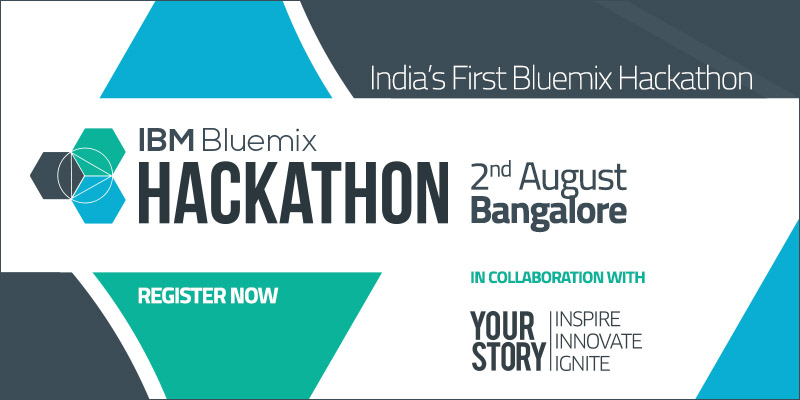 India's First Bluemix Hackathon
IBM Bluemix
HACKATHON
2nd August
Bangalore
REGISTER NOW
IN COLLABORATION WITH
YOUR
STORY
INSPIRE
INNOVATE
IGNITE